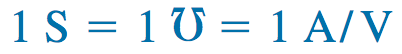 1 S = 1 ℧ = 1 A/V